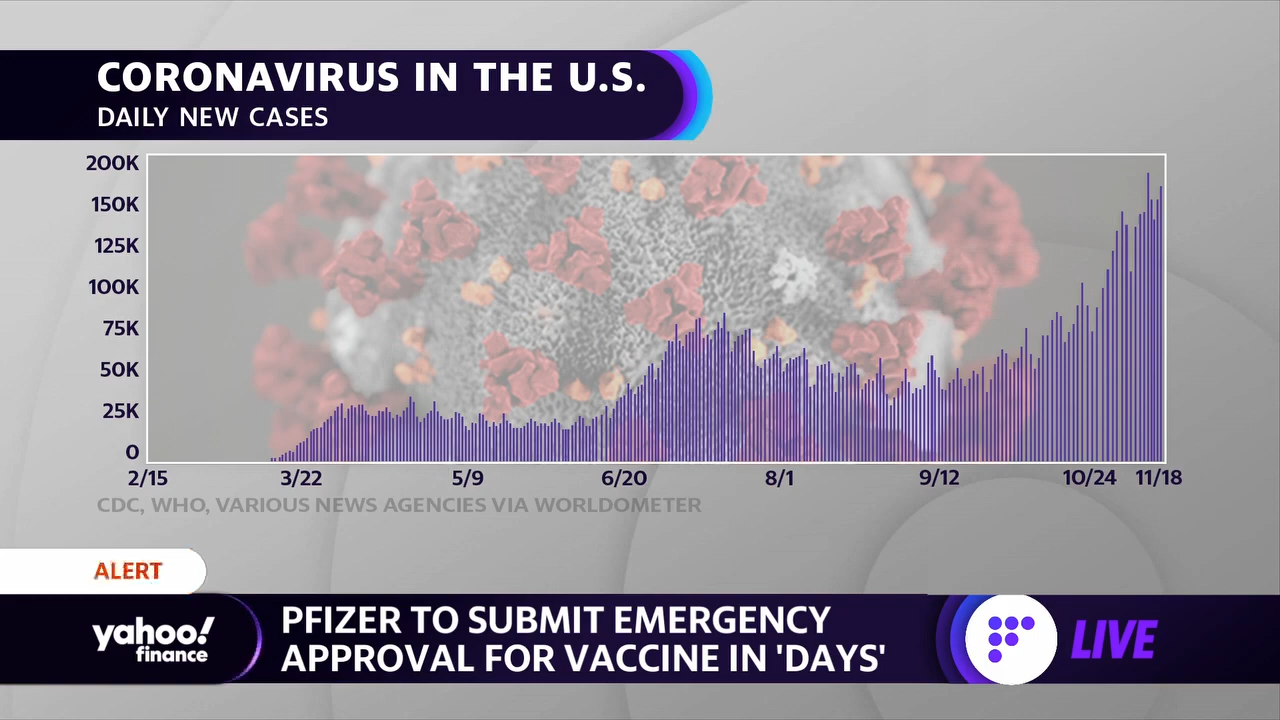 CORONAVIRUS IN THE U.S.
DAILY NEW CASES
200K
150K
125K
100K
75K
50K
25K
0
2/15 3/22 5/9 6/20 8/1 9/12 10/24 11/18
CDC, WHO, VARIOUS NEWS AGENCIES VIA WORLDOMETER
ALERT
yahoo!
finance
PFIZER TO SUBMIT EMERGENCY
APPROVAL FOR VACCINE IN 'DAYS'
LIVE